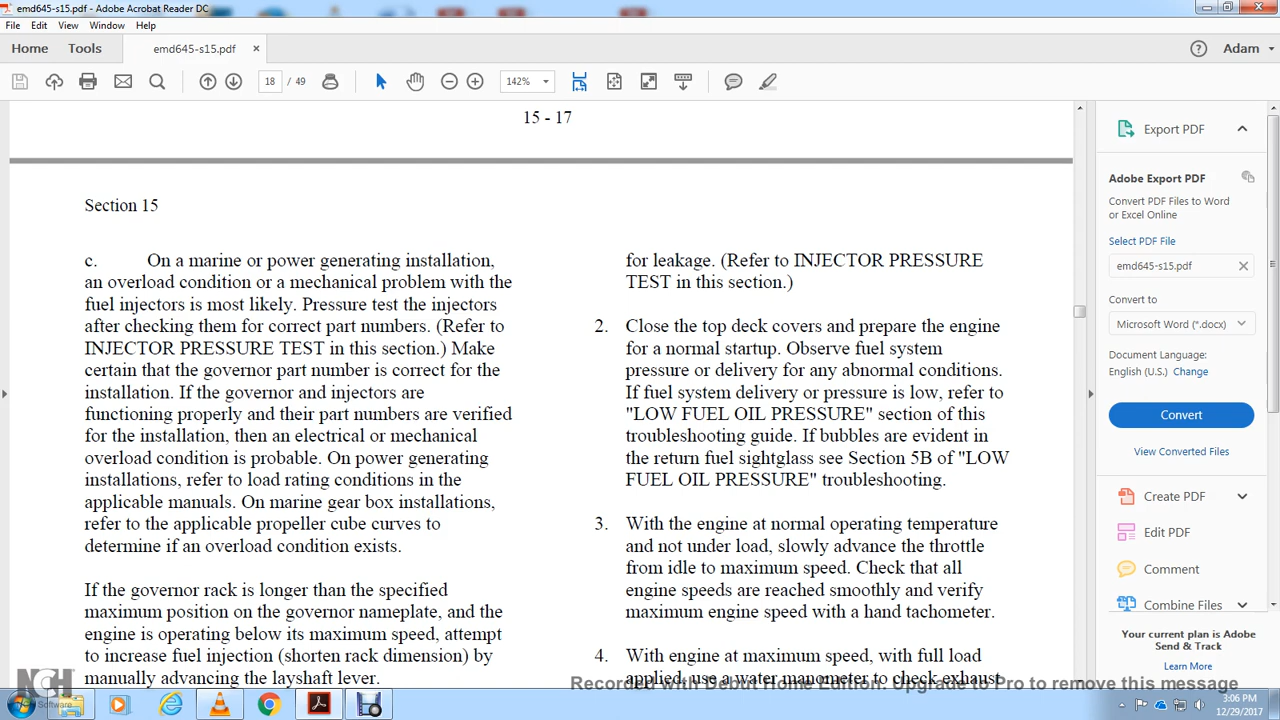 emd645-s15.pdf - Adobe Acrobat Reader DC
File Edit View Window Help
Home Tools emd645-s15.pdf × Adam
18 / 49 142%
15 - 17
Section 15
c. On a marine or power generating installation,
an overload condition or a mechanical problem with the
fuel injectors is most likely. Pressure test the injectors
after checking them for correct part numbers. (Refer to
INJECTOR PRESSURE TEST in this section.) Make
certain that the governor part number is correct for the
installation. If the governor and injectors are
functioning properly and their part numbers are verified
for the installation, then an electrical or mechanical
overload condition is probable. On power generating
installations, refer to load rating conditions in the
applicable manuals. On marine gear box installations,
refer to the applicable propeller cube curves to
determine if an overload condition exists.
If the governor rack is longer than the specified
maximum position on the governor nameplate, and the
engine is operating below its maximum speed, attempt
to increase fuel injection (shorten rack dimension) by
manually advancing the layshaft lever.
for leakage. (Refer to INJECTOR PRESSURE
TEST in this section.)
2. Close the top deck covers and prepare the engine
for a normal startup. Observe fuel system
pressure or delivery for any abnormal conditions.
If fuel system delivery or pressure is low, refer to
"LOW FUEL OIL PRESSURE" section of this
troubleshooting guide. If bubbles are evident in
the return fuel sightglass see Section 5B of "LOW
FUEL OIL PRESSURE" troubleshooting.
3. With the engine at normal operating temperature
and not under load, slowly advance the throttle
from idle to maximum speed. Check that all
engine speeds are reached smoothly and verify
maximum engine speed with a hand tachometer.
4. With engine at maximum speed, with full load
applied, use a water manometer to check exhaust
Export PDF
Adobe Export PDF
Convert PDF Files to Word
or Excel Online
Select PDF File
emd645-s15.pdf
Convert to
Microsoft Word (*.docx)
Document Language:
English (U.S.) Change
Convert
View Converted Files
Create PDF
Edit PDF
Comment
Combine Files
Your current plan is Adobe
Send & Track
Learn More
Recorded with Debut Home Edition. Upgrade to Pro to remove this message
NCH
Software
3:06 PM
12/29/2017